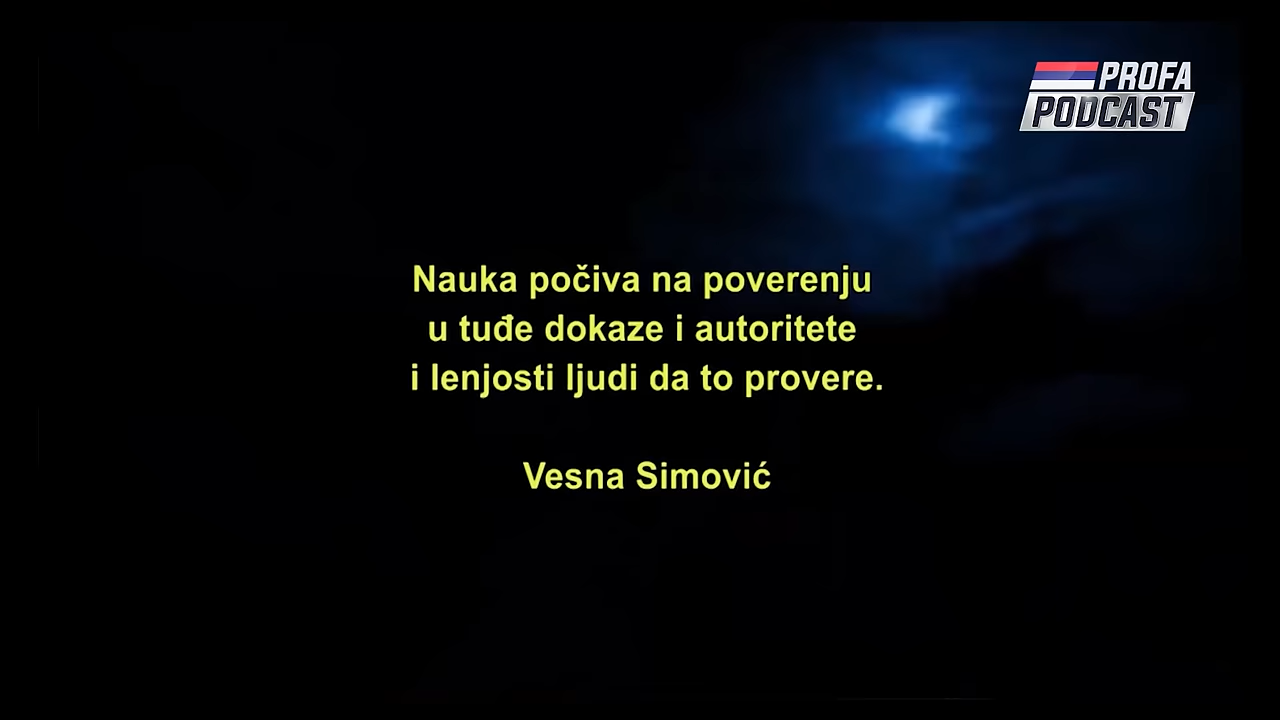 PROFA
PODCAST
Nauka počiva na poverenju
u tuđe dokaze i autoritete
i lenjosti ljudi da to provere.
Vesna Simović